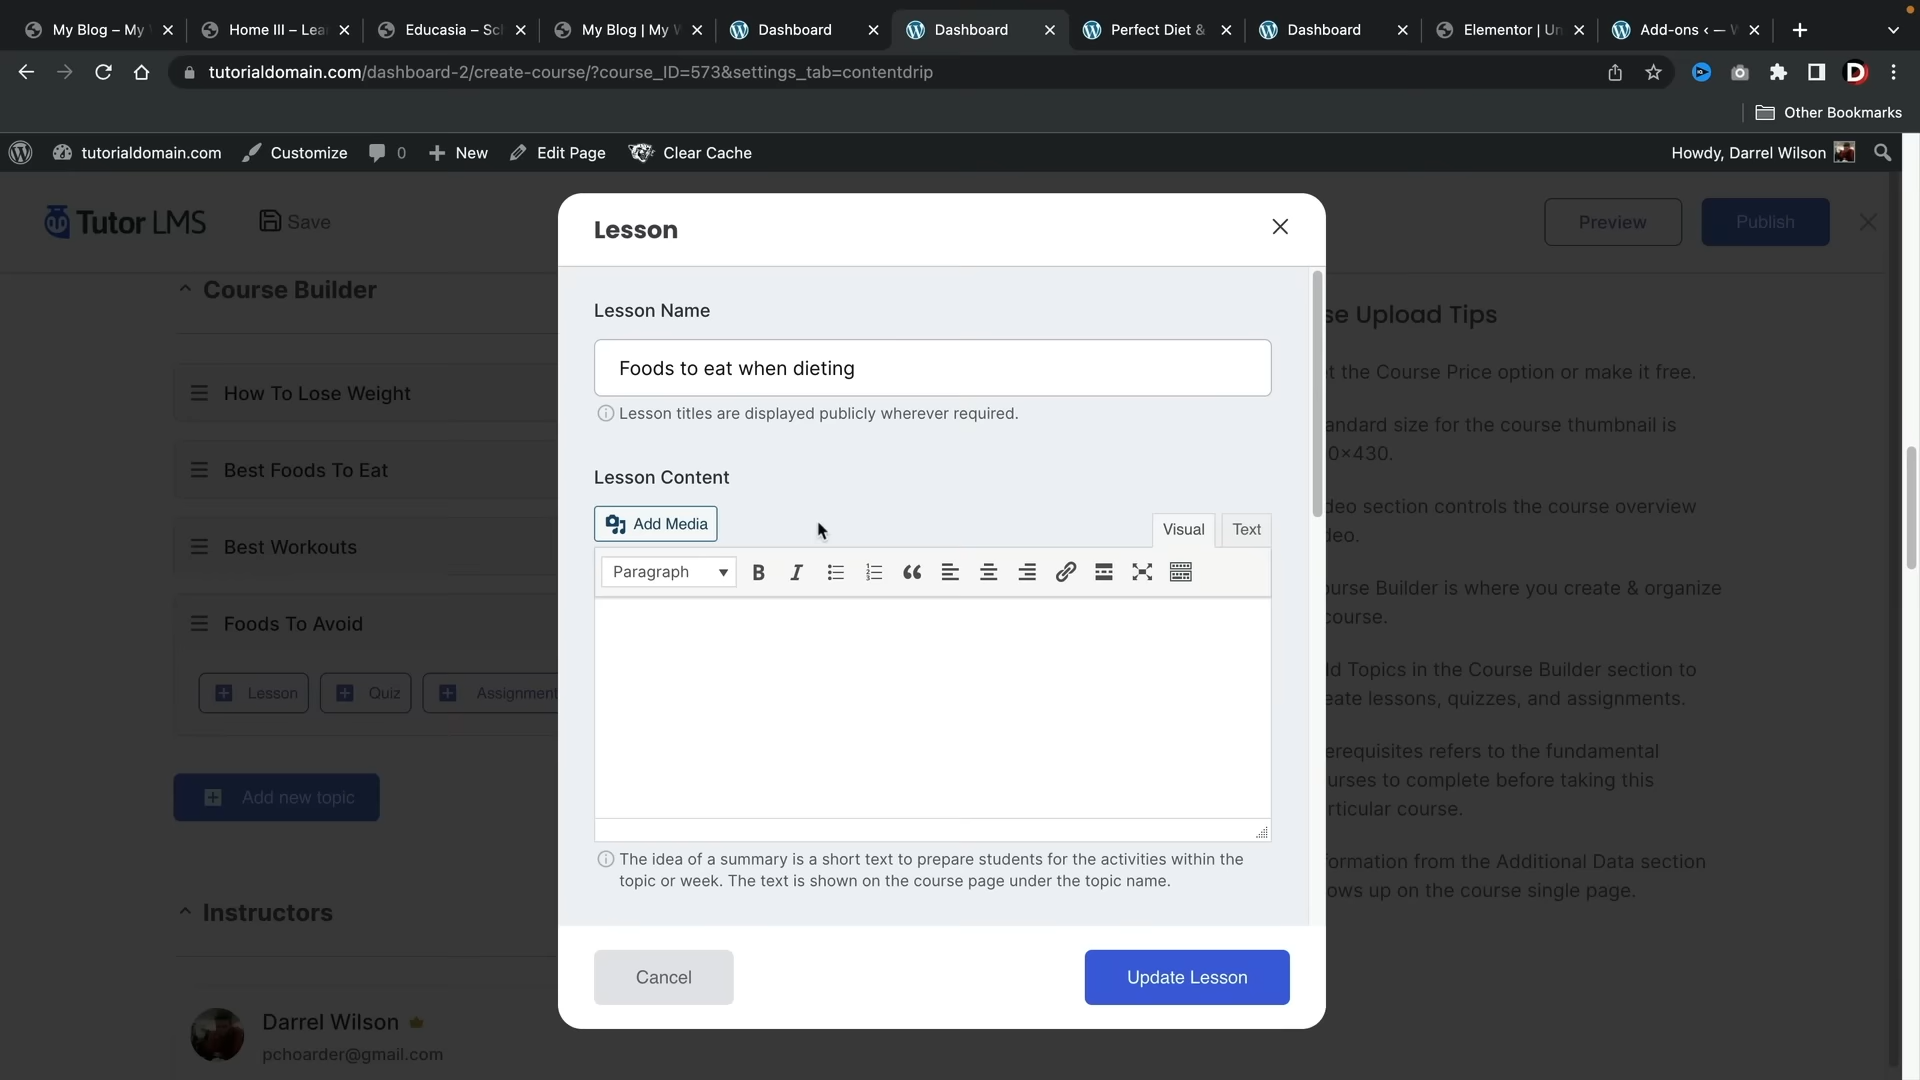 My Blog – My
Home III – Lea
Educasia – Sc
My Blog | My W
Dashboard
Dashboard
Perfect Diet &
Dashboard
Elementor | Un
Add-ons ‹ — W
tutorialdomain.com/dashboard-2/create-course/?course_ID=573&settings_tab=contentdrip
Other Bookmarks
tutorialdomain.com
Customize
0
New
Edit Page
Clear Cache
Howdy, Darrel Wilson
Tutor LMS
Save
Preview
Publish
Course Builder
How To Lose Weight
Best Foods To Eat
Best Workouts
Foods To Avoid
Lesson
Quiz
Assignment
Add new topic
Instructors
Darrel Wilson
pchoarder@gmail.com
Lesson
Lesson Name
Foods to eat when dieting
Lesson titles are displayed publicly wherever required.
Lesson Content
Add Media
Visual
Text
Paragraph
The idea of a summary is a short text to prepare students for the activities within the
topic or week. The text is shown on the course page under the topic name.
Cancel
Update Lesson
se Upload Tips
t the Course Price option or make it free.
andard size for the course thumbnail is
0×430.
deo section controls the course overview
deo.
urse Builder is where you create & organize
course.
ld Topics in the Course Builder section to
eate lessons, quizzes, and assignments.
erequisites refers to the fundamental
urses to complete before taking this
rticular course.
formation from the Additional Data section
ows up on the course single page.